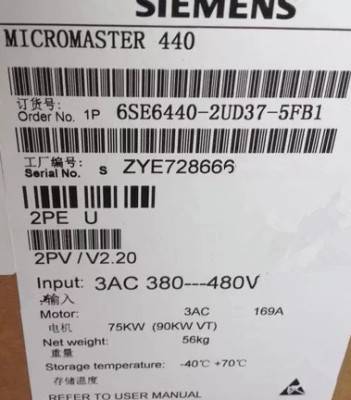 SIEMENS
MICROMASTER 440
订货号:
Order No. 1P 6SE6440-2UD37-5FB1
工厂编号:
Serial No. S ZYE728666
2PE U
2PV/V2.20
Input: 3AC 380---480V
输入
Motor: 3AC 169A
电机 75KW (90KW VT)
Net weight: 56kg
重量
Storage temperature: -40℃ +70℃
存储温度
REFER TO USER MANUAL